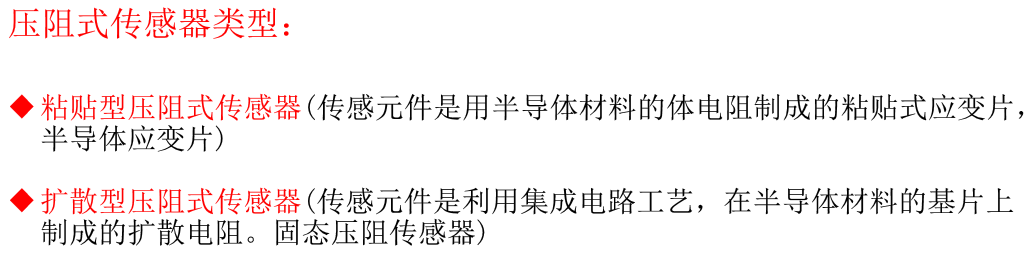 压阻式传感器类型：
◆ 粘贴型压阻式传感器(传感元件是用半导体材料的体电阻制成的粘贴式应变片，
半导体应变片)
◆ 扩散型压阻式传感器(传感元件是利用集成电路工艺，在半导体材料的基片上
制成的扩散电阻。固态压阻传感器)